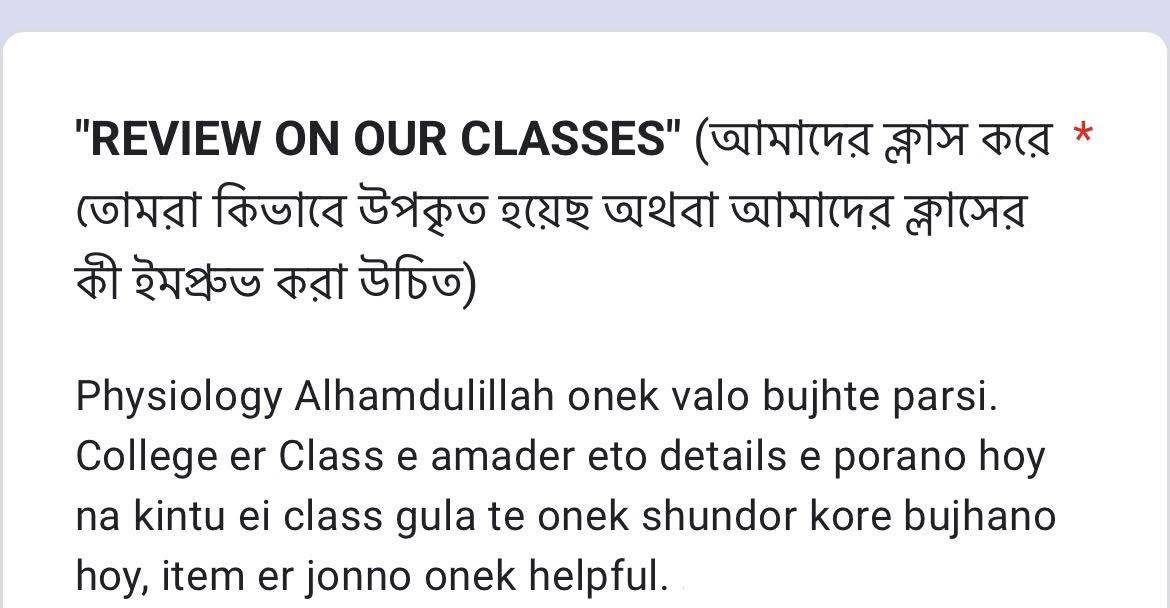 "REVIEW ON OUR CLASSES" (আমাদের ক্লাস করে *
তোমরা কিভাবে উপকৃত হয়েছ অথবা আমাদের ক্লাসের
কী ইমপ্রুভ করা উচিত)
Physiology Alhamdulillah onek valo bujhte parsi.
College er Class e amader eto details e porano hoy
na kintu ei class gula te onek shundor kore bujhano
hoy, item er jonno onek helpful.